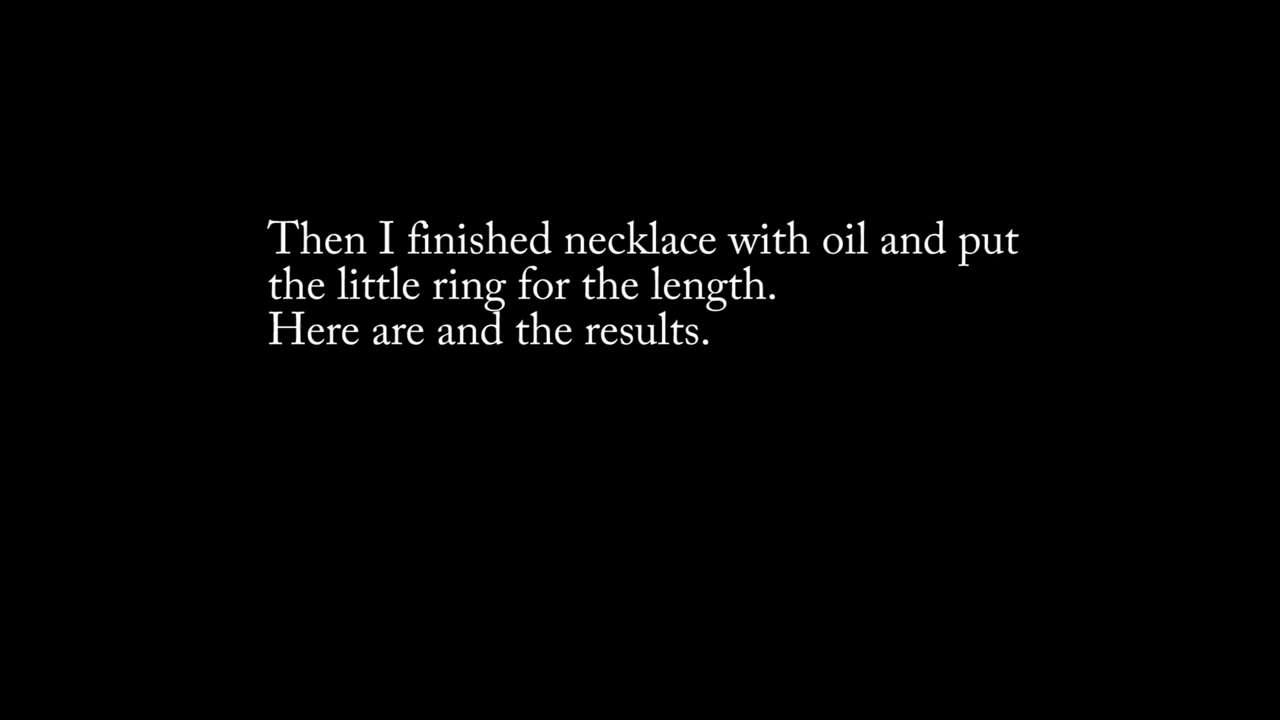 Then I finished necklace with oil and put
the little ring for the length.
Here are and the results.